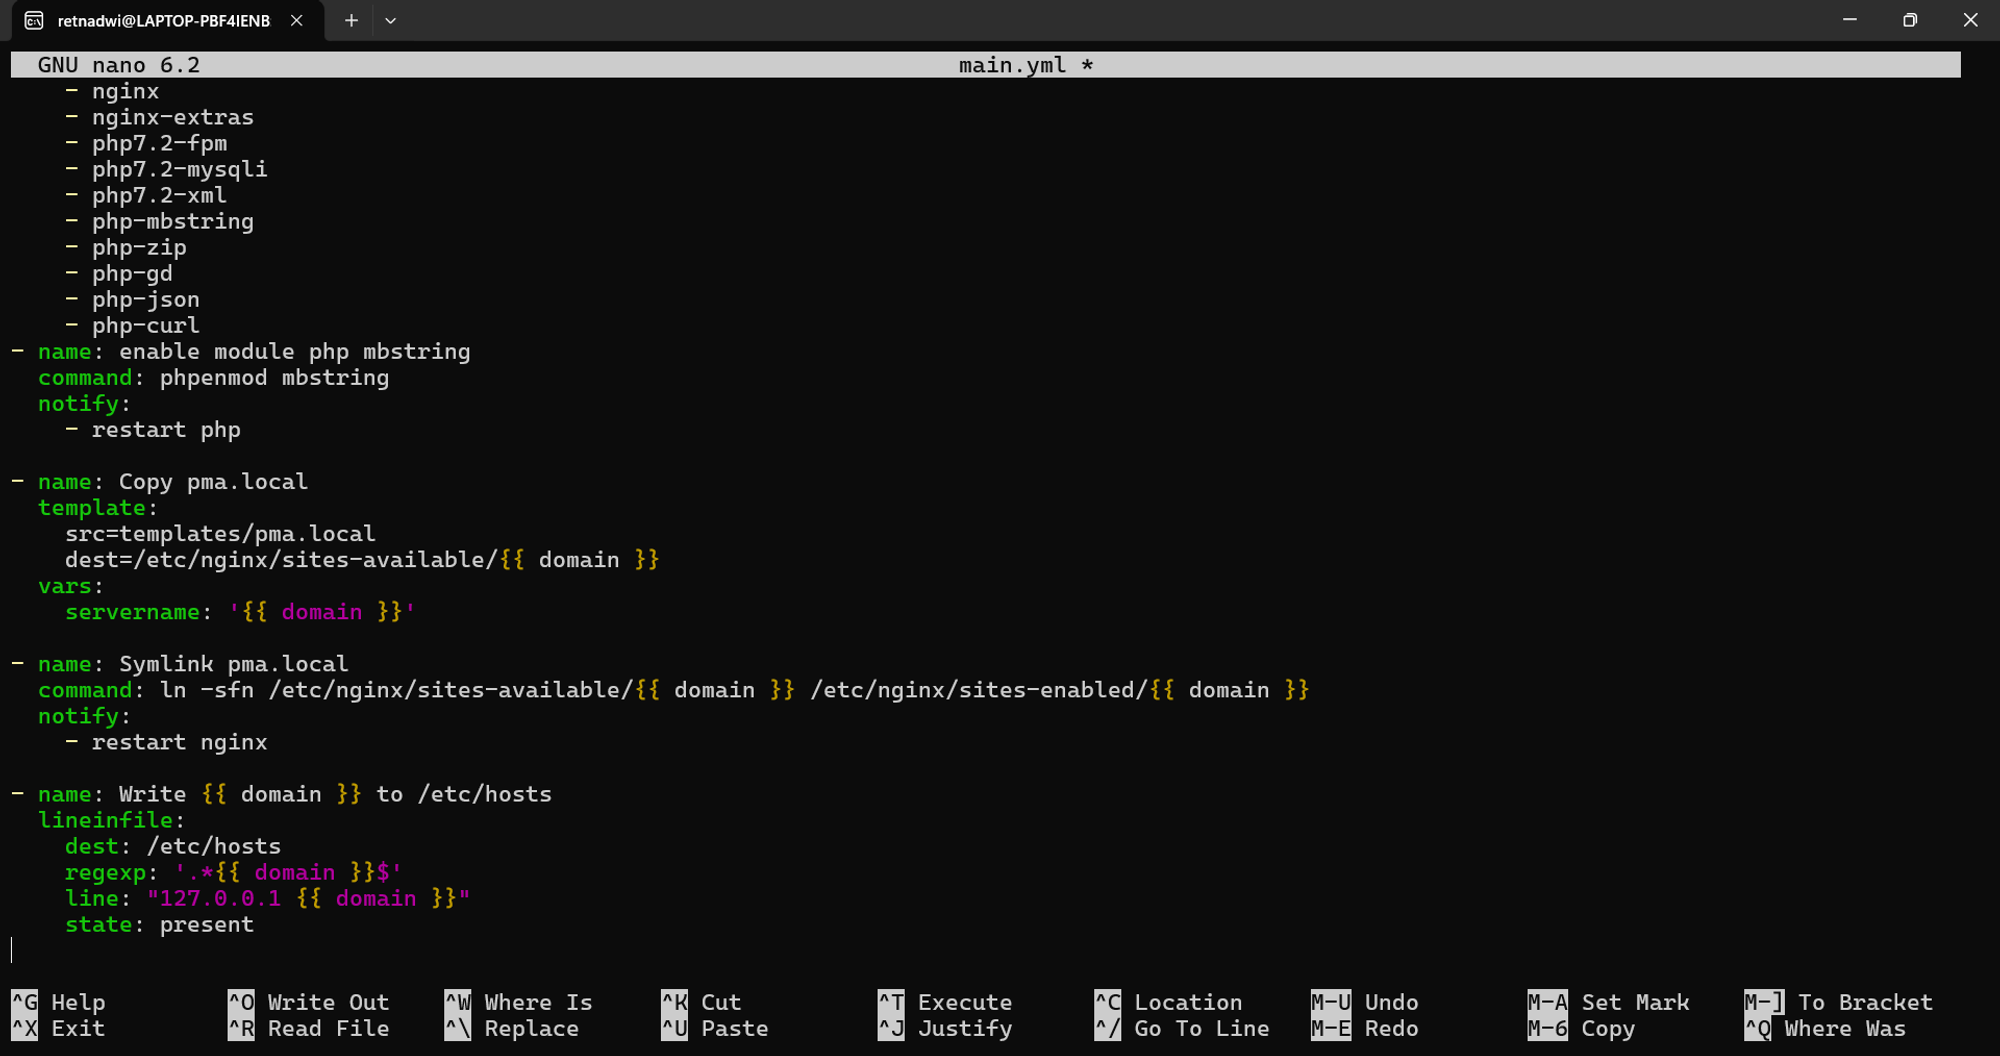 retnadwi@LAPTOP-PBF4IENB
GNU nano 6.2 main.yml *
- nginx
- nginx-extras
- php7.2-fpm
- php7.2-mysqli
- php7.2-xml
- php-mbstring
- php-zip
- php-gd
- php-json
- php-curl
- name: enable module php mbstring
command: phpenmod mbstring
notify:
- restart php
- name: Copy pma.local
template:
src=templates/pma.local
dest=/etc/nginx/sites-available/{{ domain }}
vars:
servername: '{{ domain }}'
- name: Symlink pma.local
command: ln -sfn /etc/nginx/sites-available/{{ domain }} /etc/nginx/sites-enabled/{{ domain }}
notify:
- restart nginx
- name: Write {{ domain }} to /etc/hosts
lineinfile:
dest: /etc/hosts
regexp: '.*{{ domain }}$'
line: "127.0.0.1 {{ domain }}"
state: present
^G Help ^O Write Out ^W Where Is ^K Cut ^T Execute ^C Location M-U Undo M-A Set Mark M-] To Bracket
^X Exit ^R Read File ^\ Replace ^U Paste ^J Justify ^/ Go To Line M-E Redo M-6 Copy ^Q Where Was